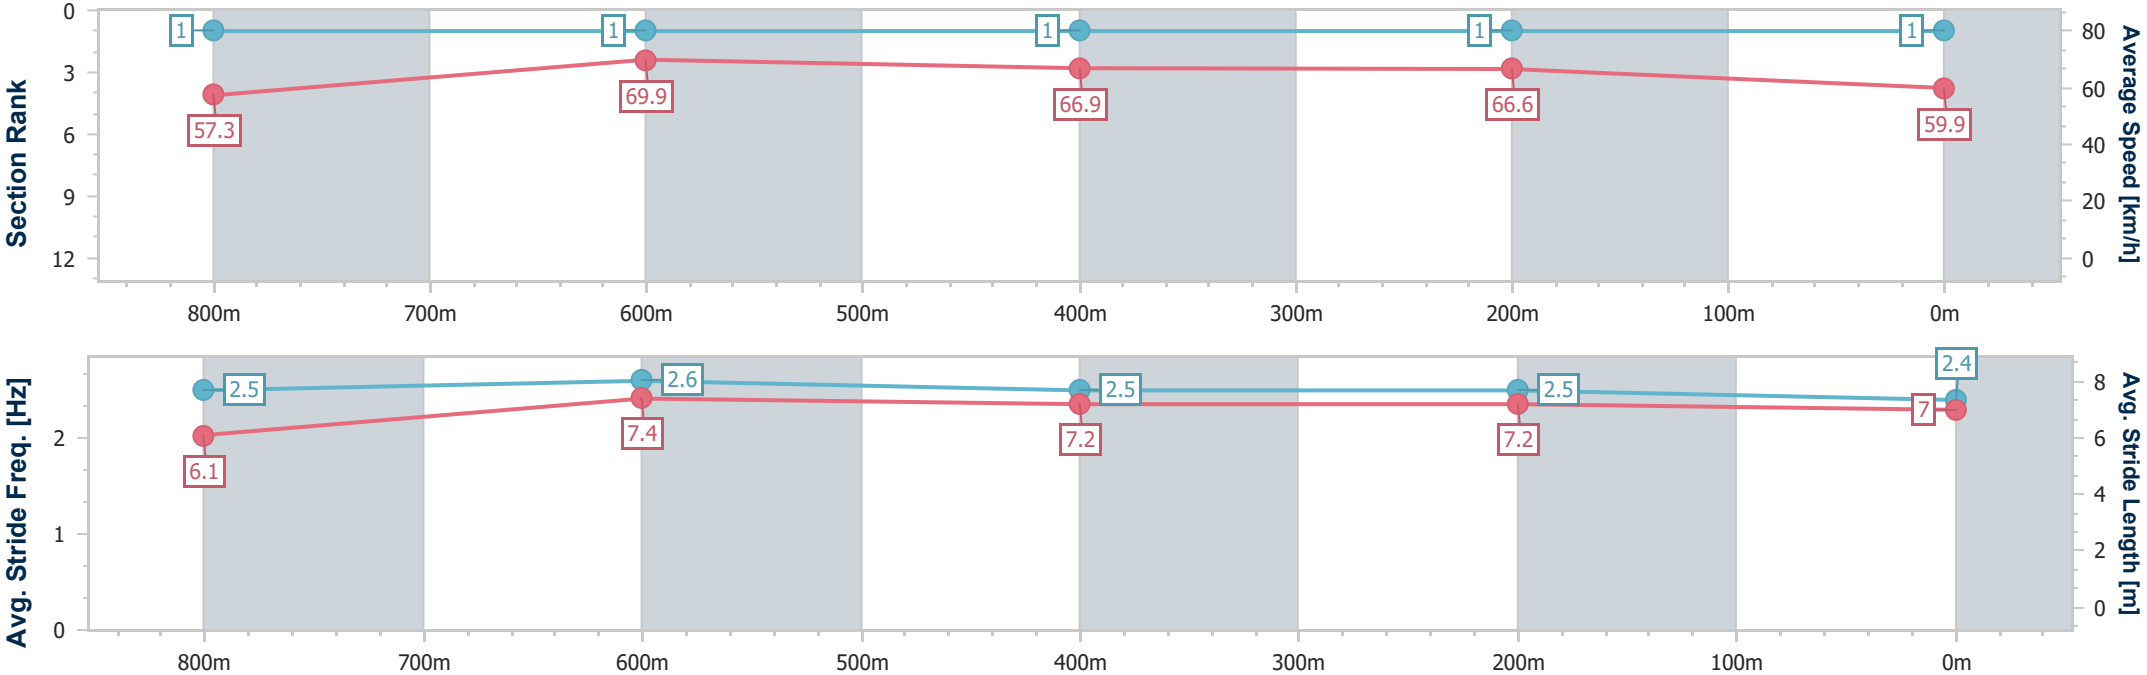 Section Rank
0
3
6
9
12
1
1
1
1
1
57.3
69.9
66.9
66.6
59.9
80
60
40
20
0
Average Speed [km/h]
800m
700m
600m
500m
400m
300m
200m
100m
0m
Avg. Stride Freq. [Hz]
2
1
0
2.5
2.6
2.5
2.5
2.4
6.1
7.4
7.2
7.2
7
8
6
4
2
0
Avg. Stride Length [m]
800m
700m
600m
500m
400m
300m
200m
100m
0m